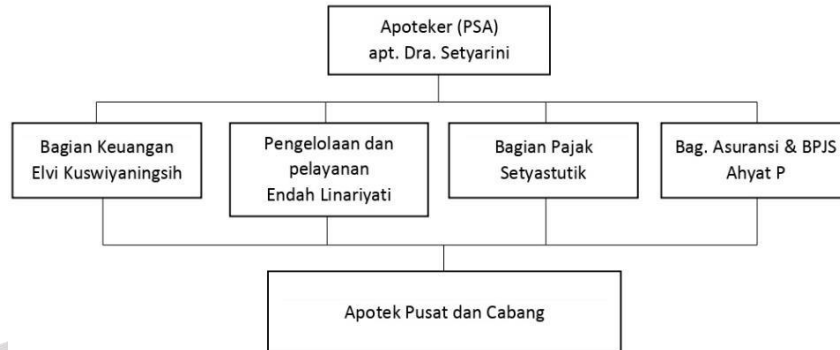 Apoteker (PSA)
apt. Dra. Setyarini
Bagian Keuangan
Elvi Kuswiyaningsih
Pengelolaan dan
pelayanan
Endah Linariyati
Bagian Pajak
Setyastutik
Bag. Asuransi & BPJS
Ahyat P
Apotek Pusat dan Cabang